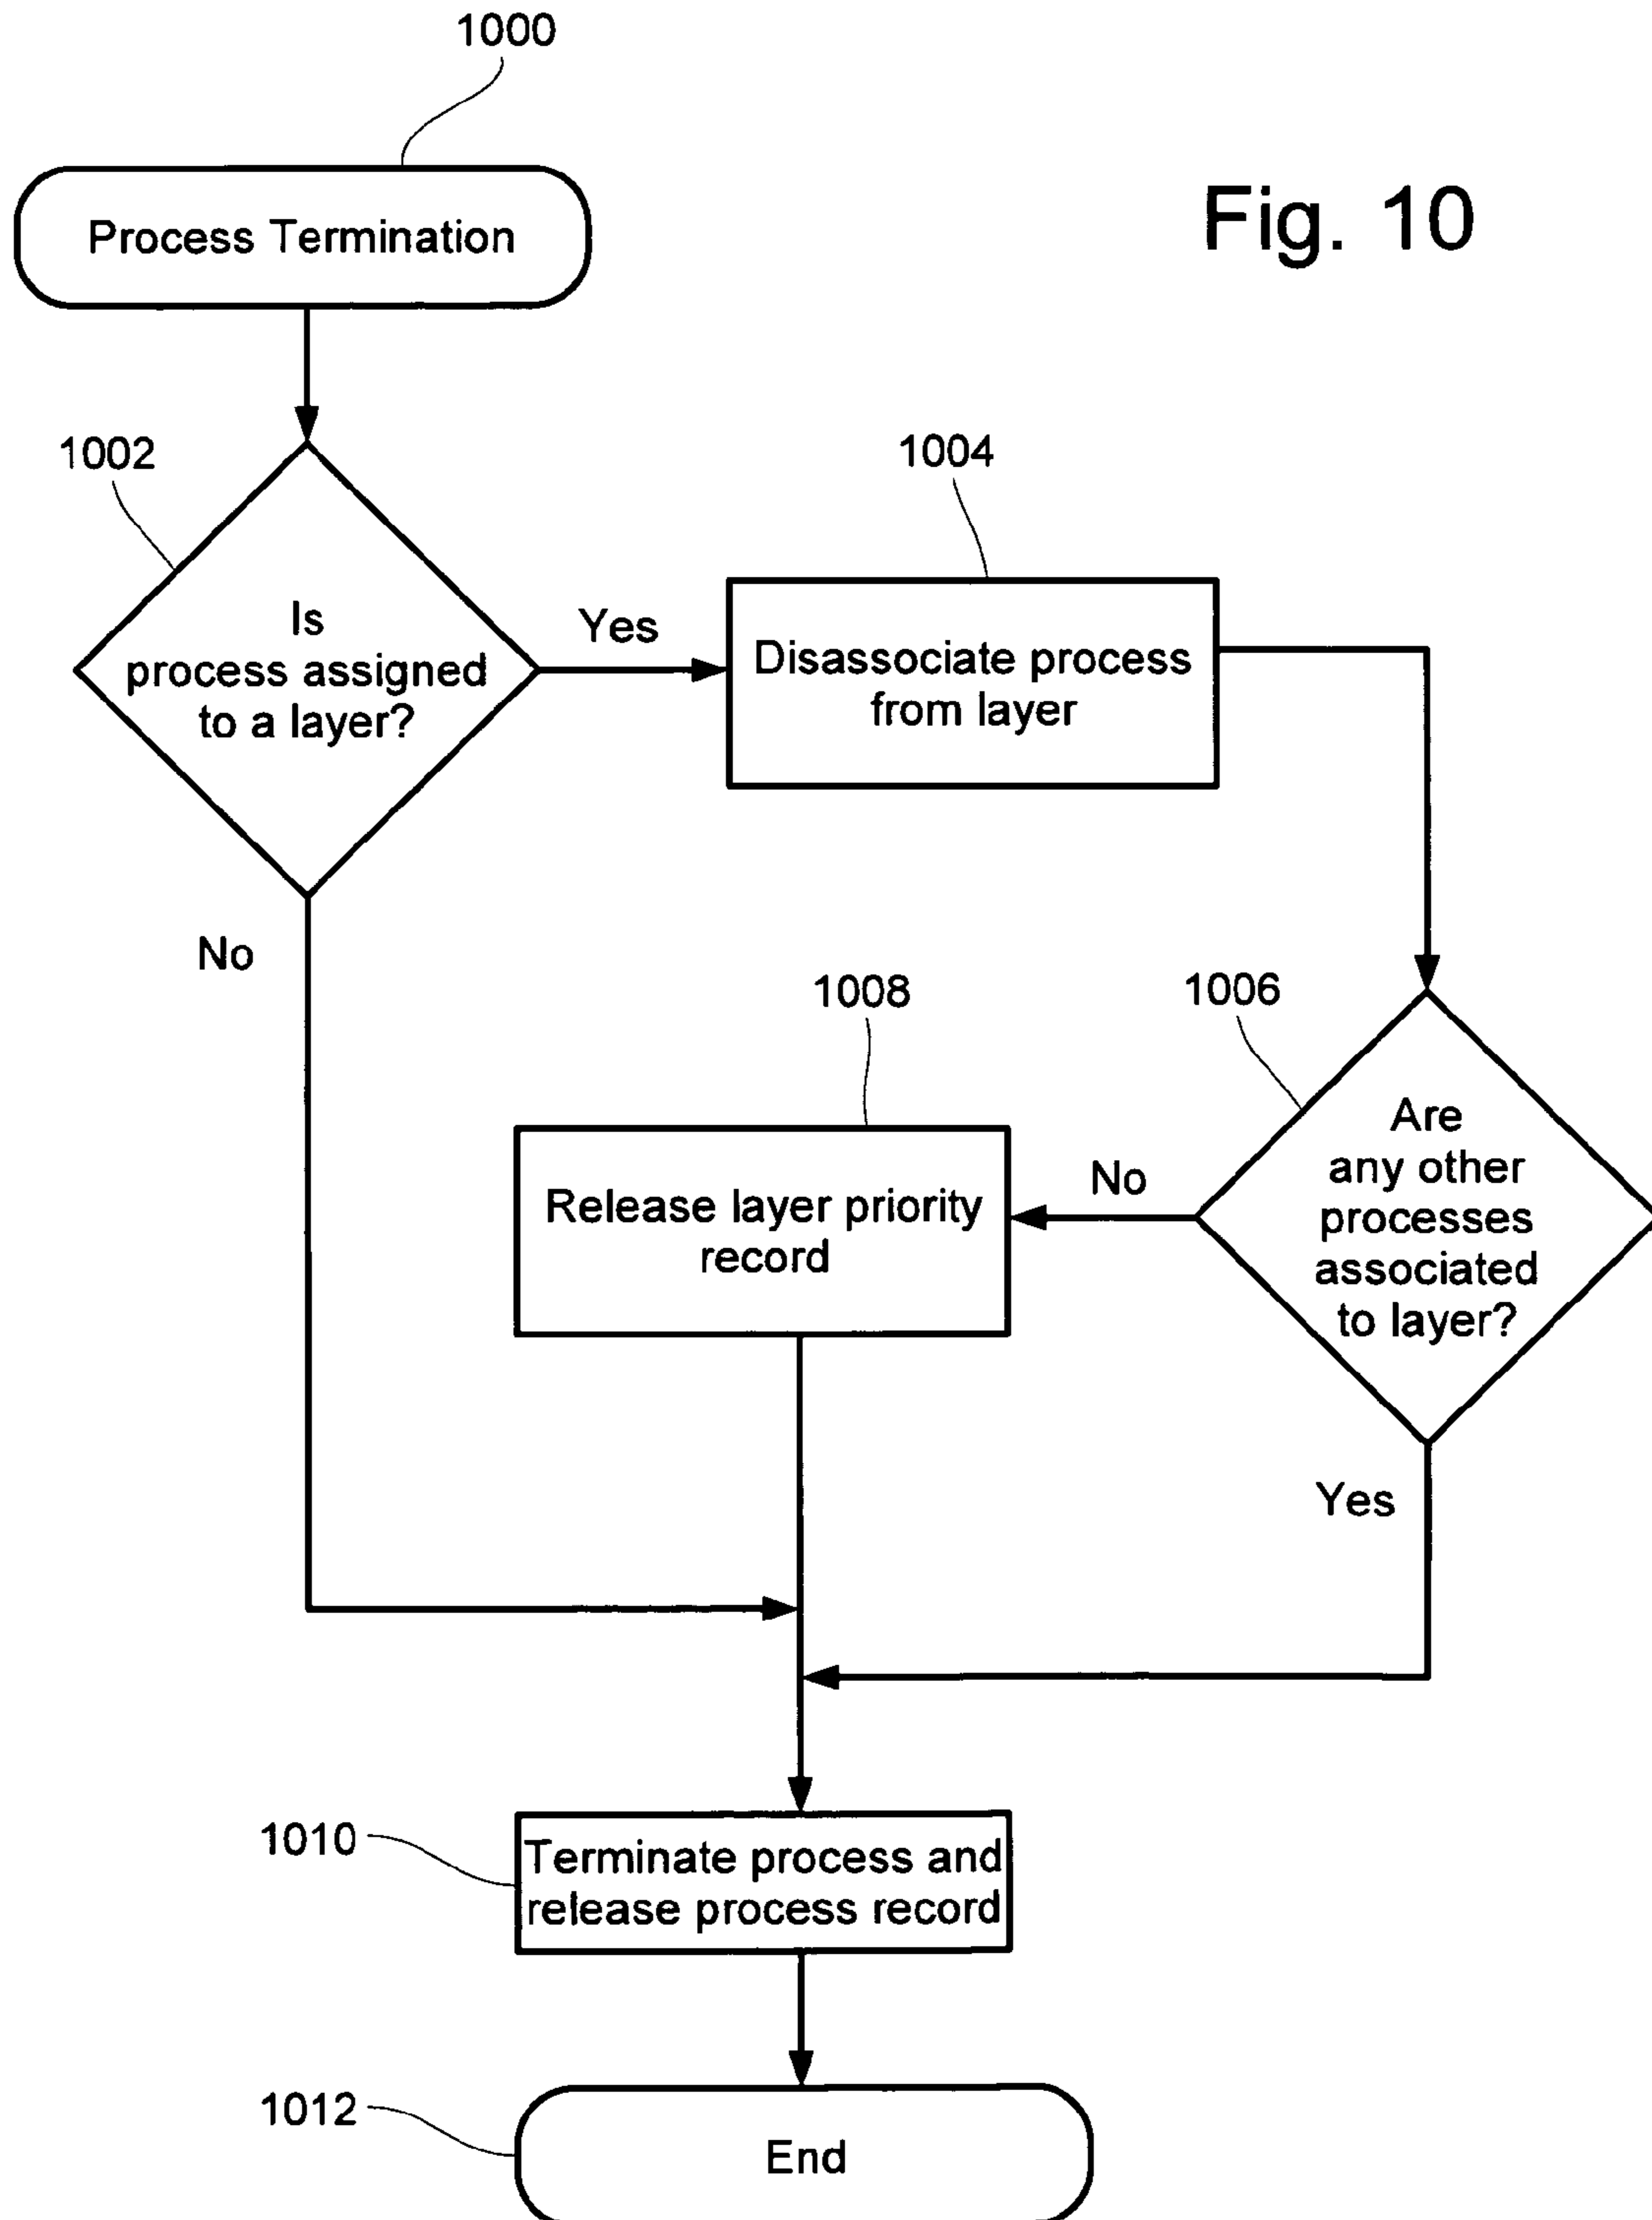 1000
Process Termination
Fig. 10
1002
Is
process assigned
to a layer?
Yes
1004
Disassociate process
from layer
No
1008
Release layer priority
record
No
1006
Are
any other
processes
associated
to layer?
Yes
1010
Terminate process and
release process record
1012
End